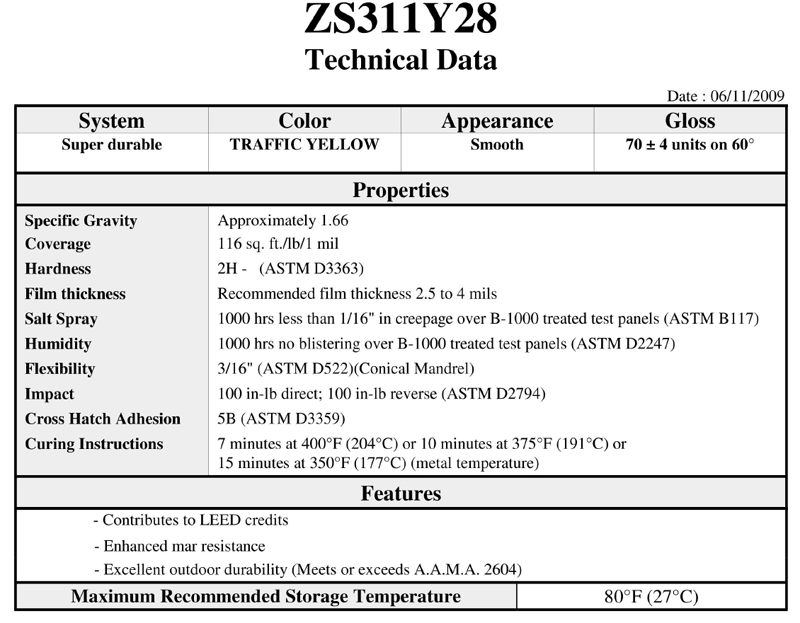 ZS311Y28
Technical Data
Date : 06/11/2009
System Color Appearance Gloss
Super durable TRAFFIC YELLOW Smooth 70 ± 4 units on 60°
Properties
Specific Gravity Approximately 1.66
Coverage 116 sq. ft./lb/1 mil
Hardness 2H - (ASTM D3363)
Film thickness Recommended film thickness 2.5 to 4 mils
Salt Spray 1000 hrs less than 1/16" in creepage over B-1000 treated test panels (ASTM B117)
Humidity 1000 hrs no blistering over B-1000 treated test panels (ASTM D2247)
Flexibility 3/16" (ASTM D522)(Conical Mandrel)
Impact 100 in-lb direct; 100 in-lb reverse (ASTM D2794)
Cross Hatch Adhesion 5B (ASTM D3359)
Curing Instructions 7 minutes at 400°F (204°C) or 10 minutes at 375°F (191°C) or
15 minutes at 350°F (177°C) (metal temperature)
Features
- Contributes to LEED credits
- Enhanced mar resistance
- Excellent outdoor durability (Meets or exceeds A.A.M.A. 2604)
Maximum Recommended Storage Temperature 80°F (27°C)